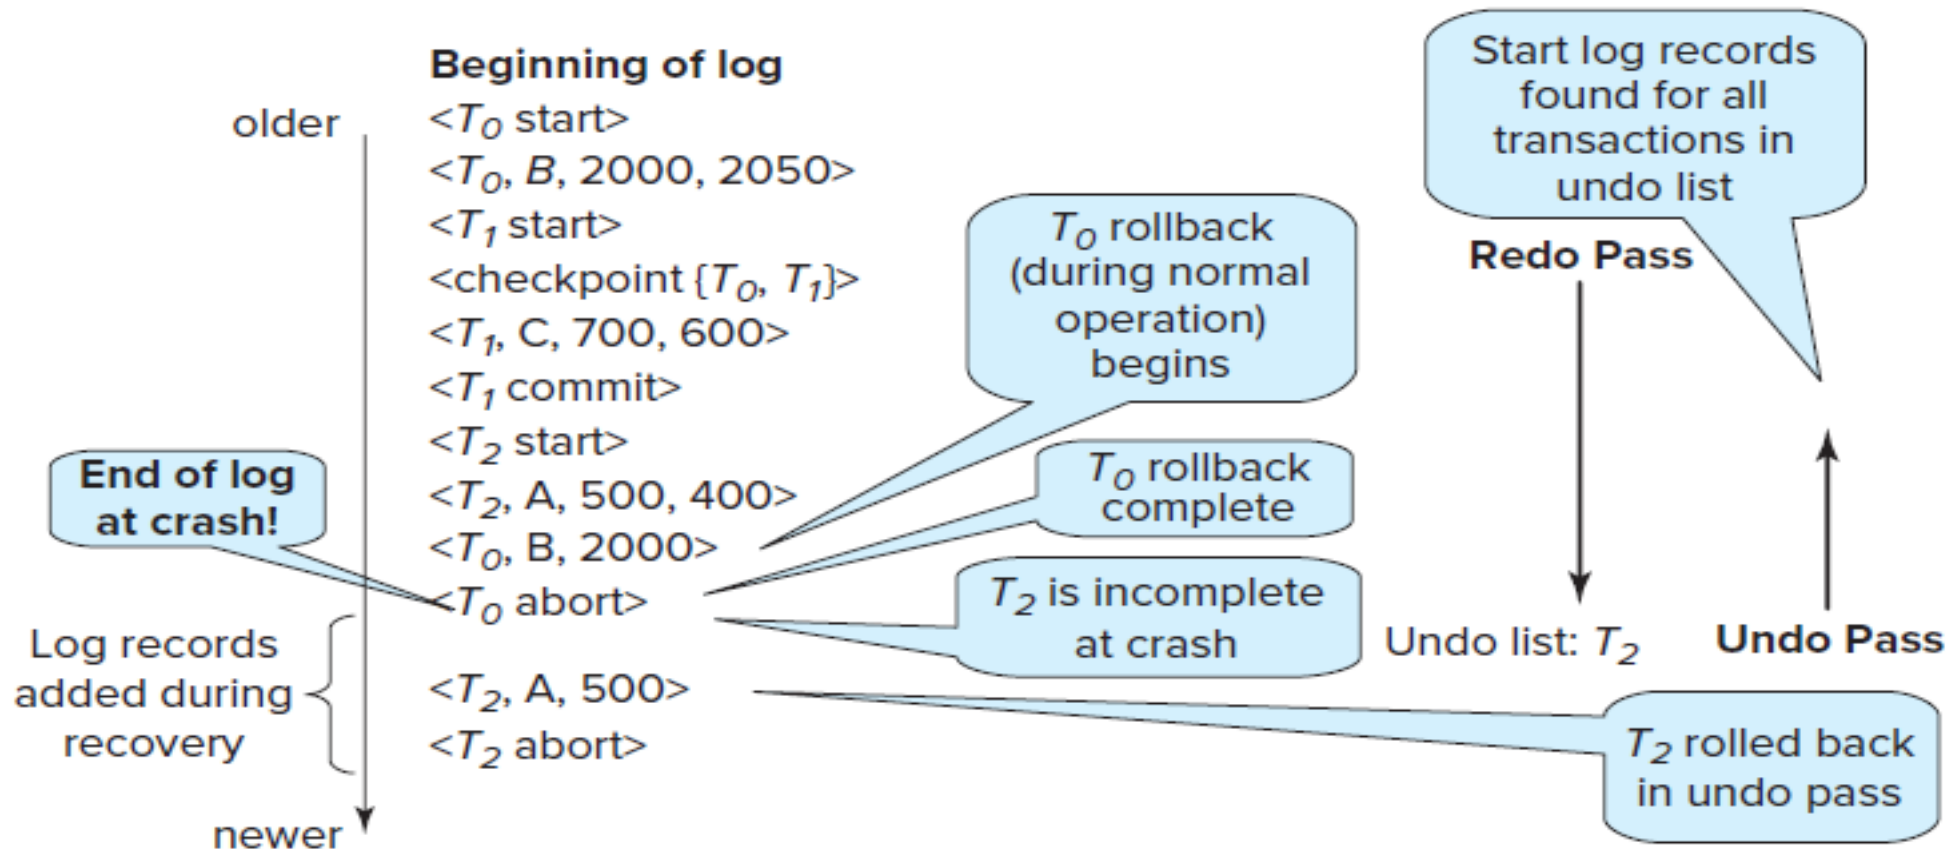 Beginning of log
older
<T0 start>
<T0, B, 2000, 2050>
<T1 start>
<checkpoint {T0, T1}>
<T1, C, 700, 600>
<T1 commit>
<T2 start>
<T2, A, 500, 400>
<T0, B, 2000>
<T0 abort>
<T2, A, 500>
<T2 abort>
newer
End of log
at crash!
Log records
added during
recovery
T0 rollback
(during normal
operation)
begins
T0 rollback
complete
T2 is incomplete
at crash
Start log records
found for all
transactions in
undo list
Redo Pass
Undo list: T2
Undo Pass
T2 rolled back
in undo pass